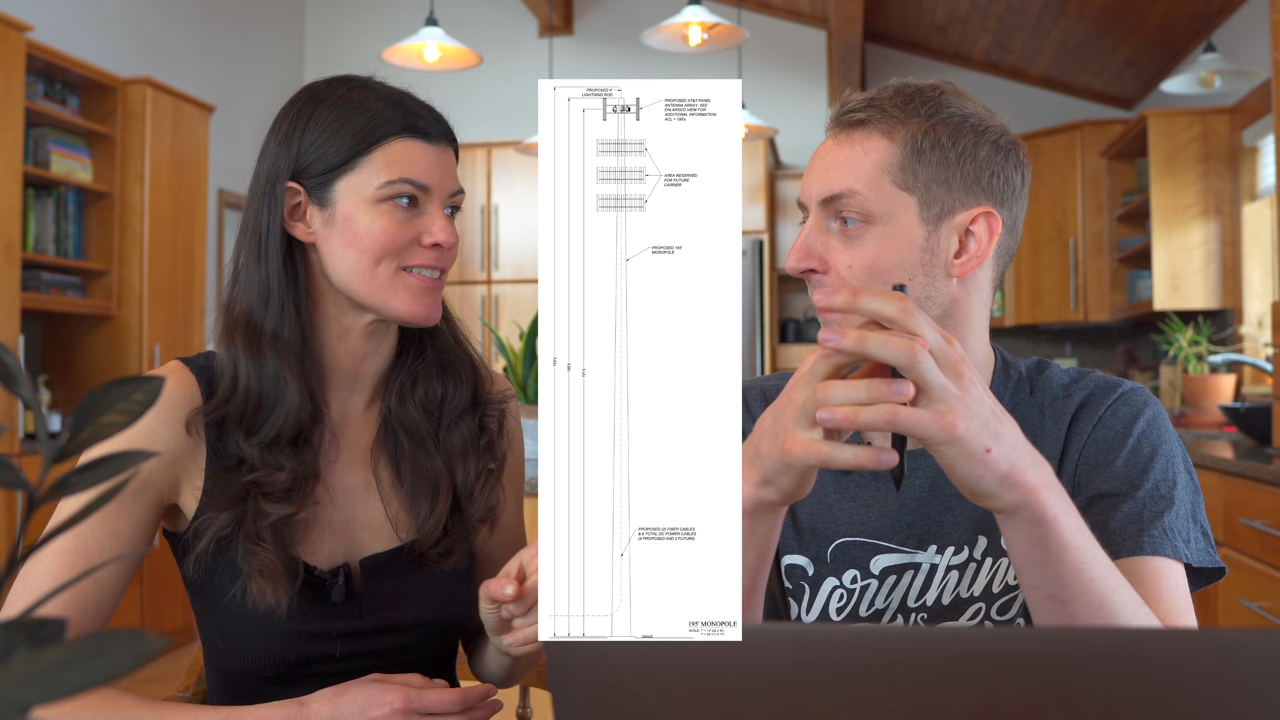 PROPOSED 4'
LIGHTNING ROD
PROPOSED AT&T PANEL
ANTENNA ARRAY. SEE
ENLARGED VIEW FOR
ADDITIONAL INFORMATION
AREA RESERVED
FOR FUTURE
CARRIER
PROPOSED 195'
MONOPOLE
PROPOSED (2) FIBER CABLES
& 6 TOTAL DC POWER CABLES
(4 PROPOSED AND 2 FUTURE)
195' MONOPOLE
GRADE
Everything
IS